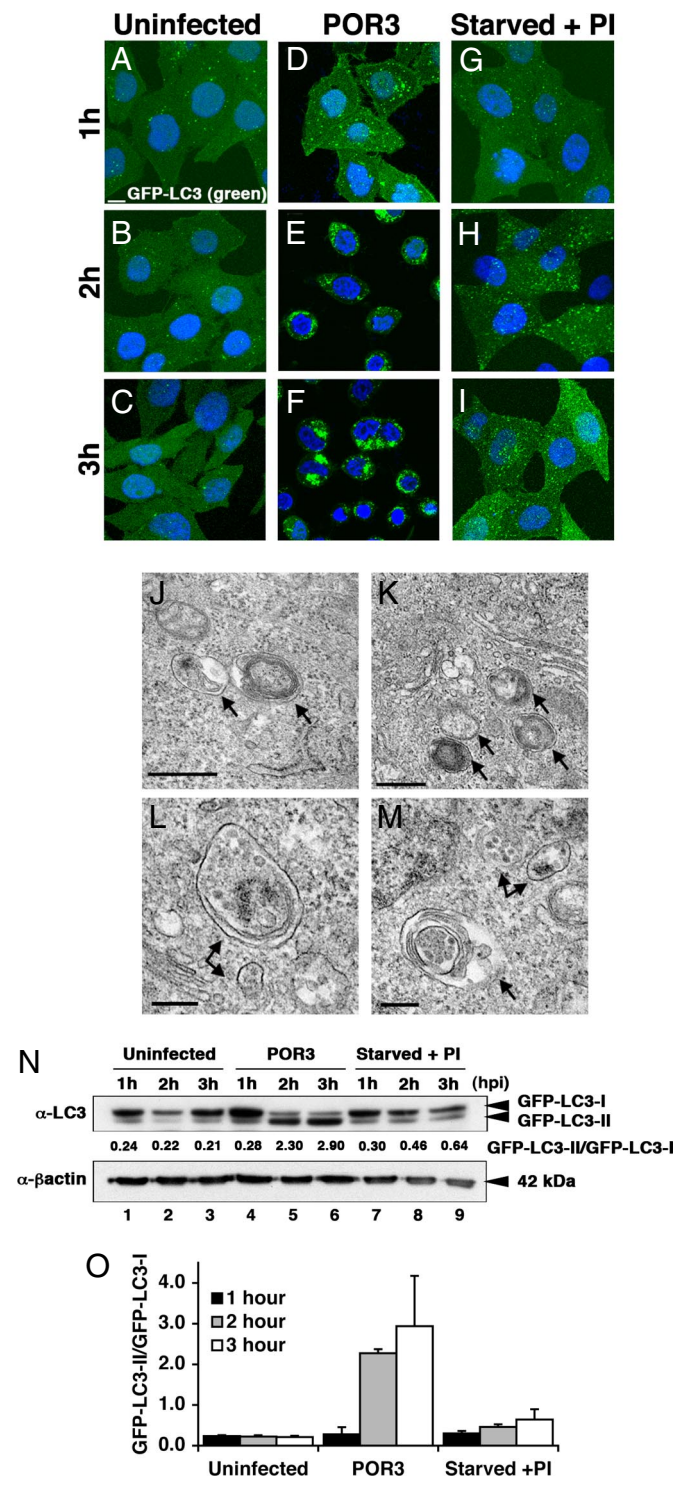 Uninfected POR3 Starved + PI
1h
A D G
GFP-LC3 (green)
2h
B E H
3h
C F I
J K
L M
N
Uninfected POR3 Starved + PI
1h 2h 3h 1h 2h 3h 1h 2h 3h (hpi)
α-LC3
GFP-LC3-I
GFP-LC3-II
0.24 0.22 0.21 0.28 2.30 2.90 0.30 0.46 0.64 GFP-LC3-II/GFP-LC3-I
α-βactin 42 kDa
1 2 3 4 5 6 7 8 9
O
GFP-LC3-II/GFP-LC3-I
4.0
3.0
2.0
1.0
0.0
1 hour
2 hour
3 hour
Uninfected POR3 Starved +PI